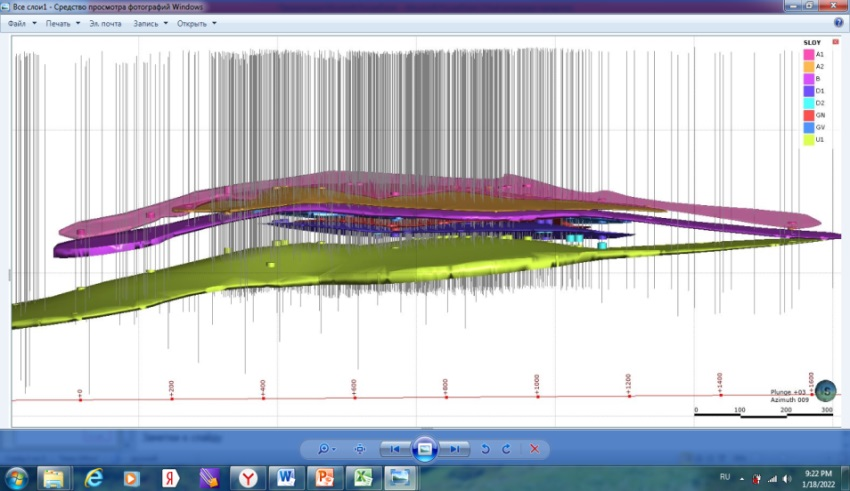 Все слои1 - Средство просмотра фотографий Windows
Файл Печать Эл. почта Запись Открыть
SLOY
A1
A2
B
D1
D2
GN
GV
U1
+0
+200
+400
+600
+800
+1000
+1200
+1400
+1600
Plunge +03
Azimuth 009
0 100 200 300
Заметки к слайду
RU
9:22 PM
1/18/2022